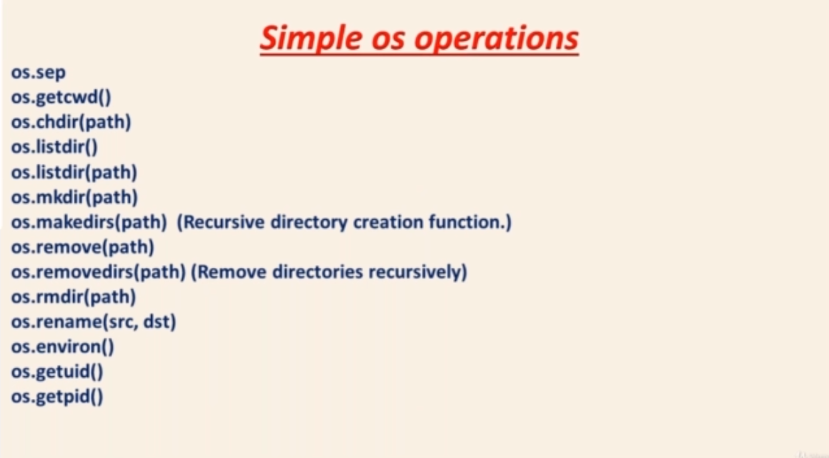 Simple os operations
os.sep
os.getcwd()
os.chdir(path)
os.listdir()
os.listdir(path)
os.mkdir(path)
os.makedirs(path) (Recursive directory creation function.)
os.remove(path)
os.removedirs(path) (Remove directories recursively)
os.rmdir(path)
os.rename(src, dst)
os.environ()
os.getuid()
os.getpid()